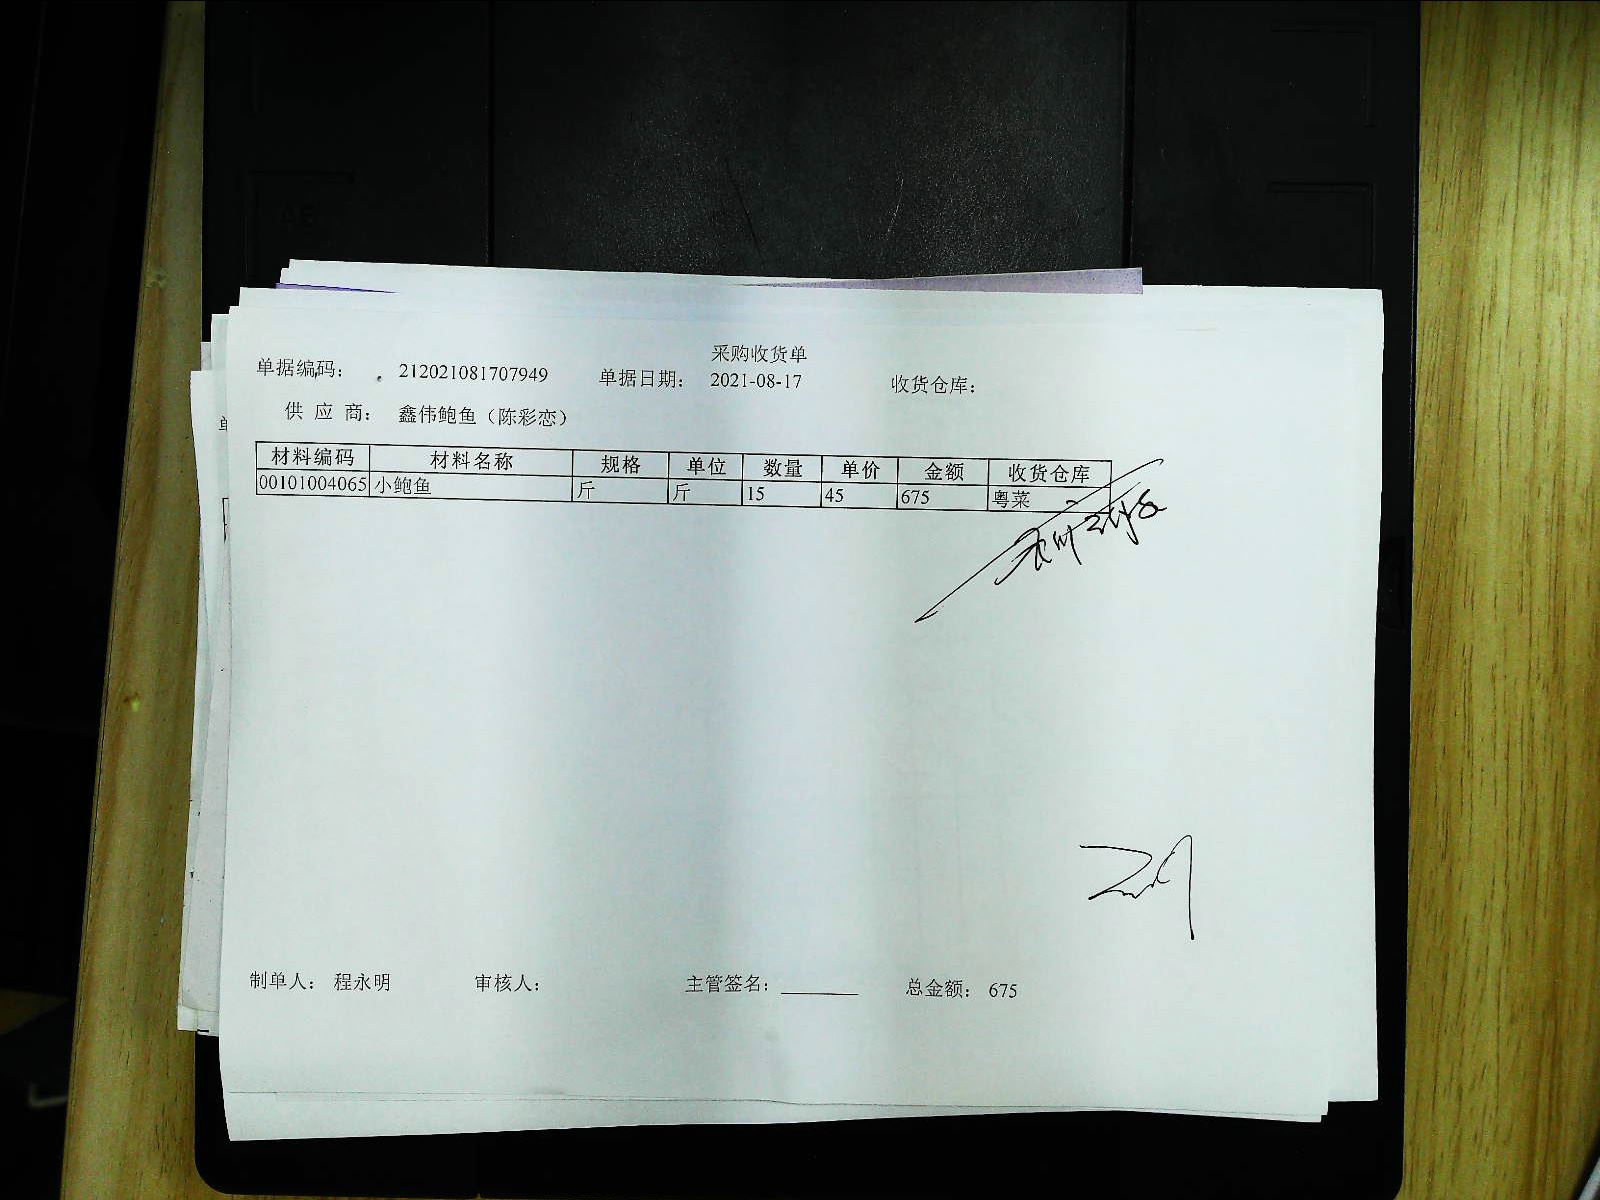 采购收货单
单据编码： 212021081707949 单据日期： 2021-08-17 收货仓库：
供 应 商： 鑫伟鲍鱼（陈彩恋）
材料编码 材料名称 规格 单位 数量 单价 金额 收货仓库
00101004065 小鲍鱼 斤 斤 15 45 675 粤菜
制单人： 程永明 审核人： 主管签名： 总金额： 675